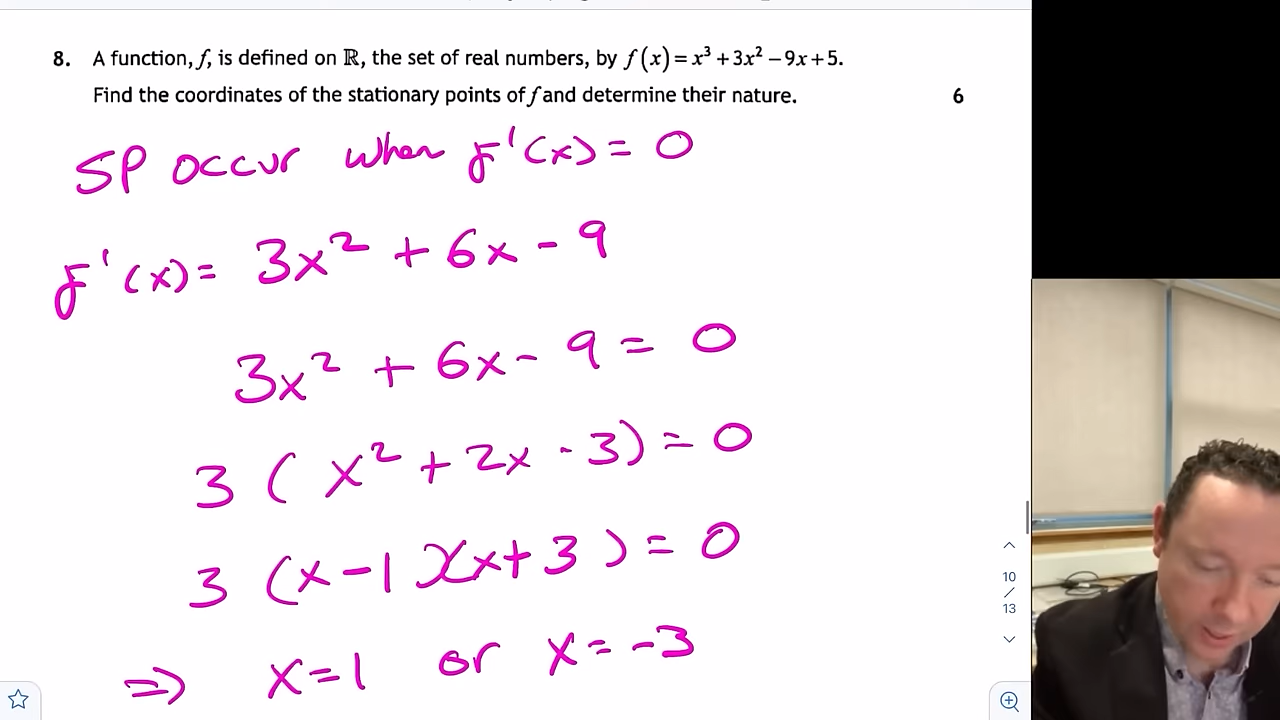 8. A function, f, is defined on ℝ, the set of real numbers, by f(x) = x³ + 3x² − 9x + 5.
Find the coordinates of the stationary points of f and determine their nature. 6
SP occur when f'(x) = 0
f'(x) = 3x² + 6x - 9
3x² + 6x - 9 = 0
3 ( x² + 2x - 3) = 0
3 (x-1)(x+3) = 0
=> x=1 or x=-3
10
/
13